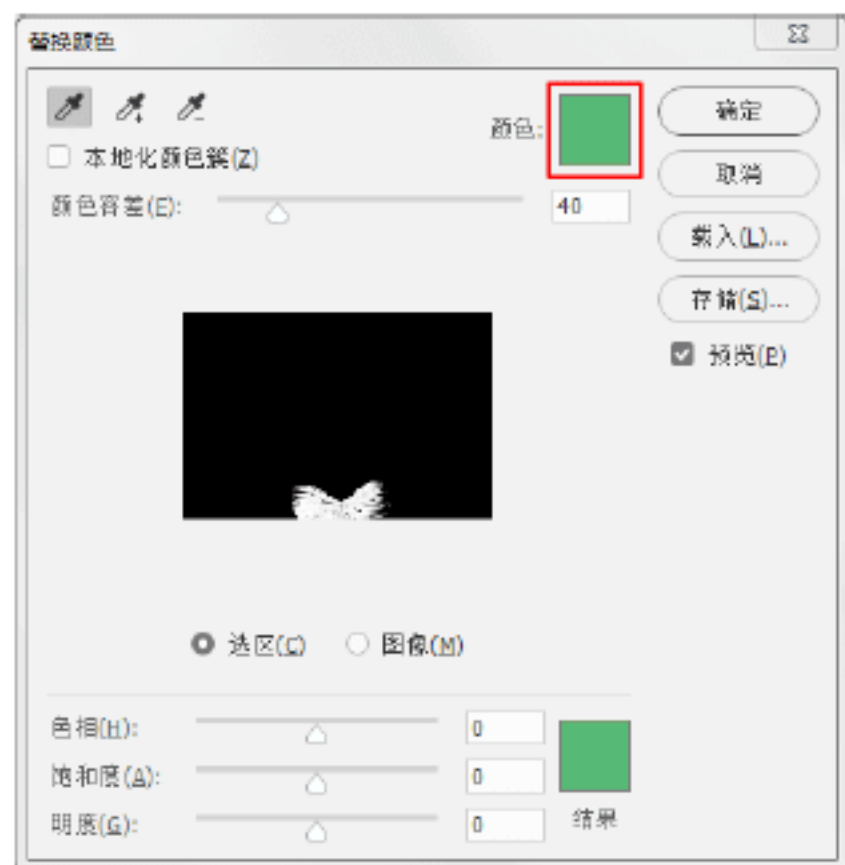 替换颜色
颜色:
本地化颜色簇(Z)
颜色容差(E):
40
确定
取消
载入(L)...
存储(S)...
预览(P)
选区(C)
图像(M)
色相(H):
0
饱和度(A):
0
明度(G):
0
结果